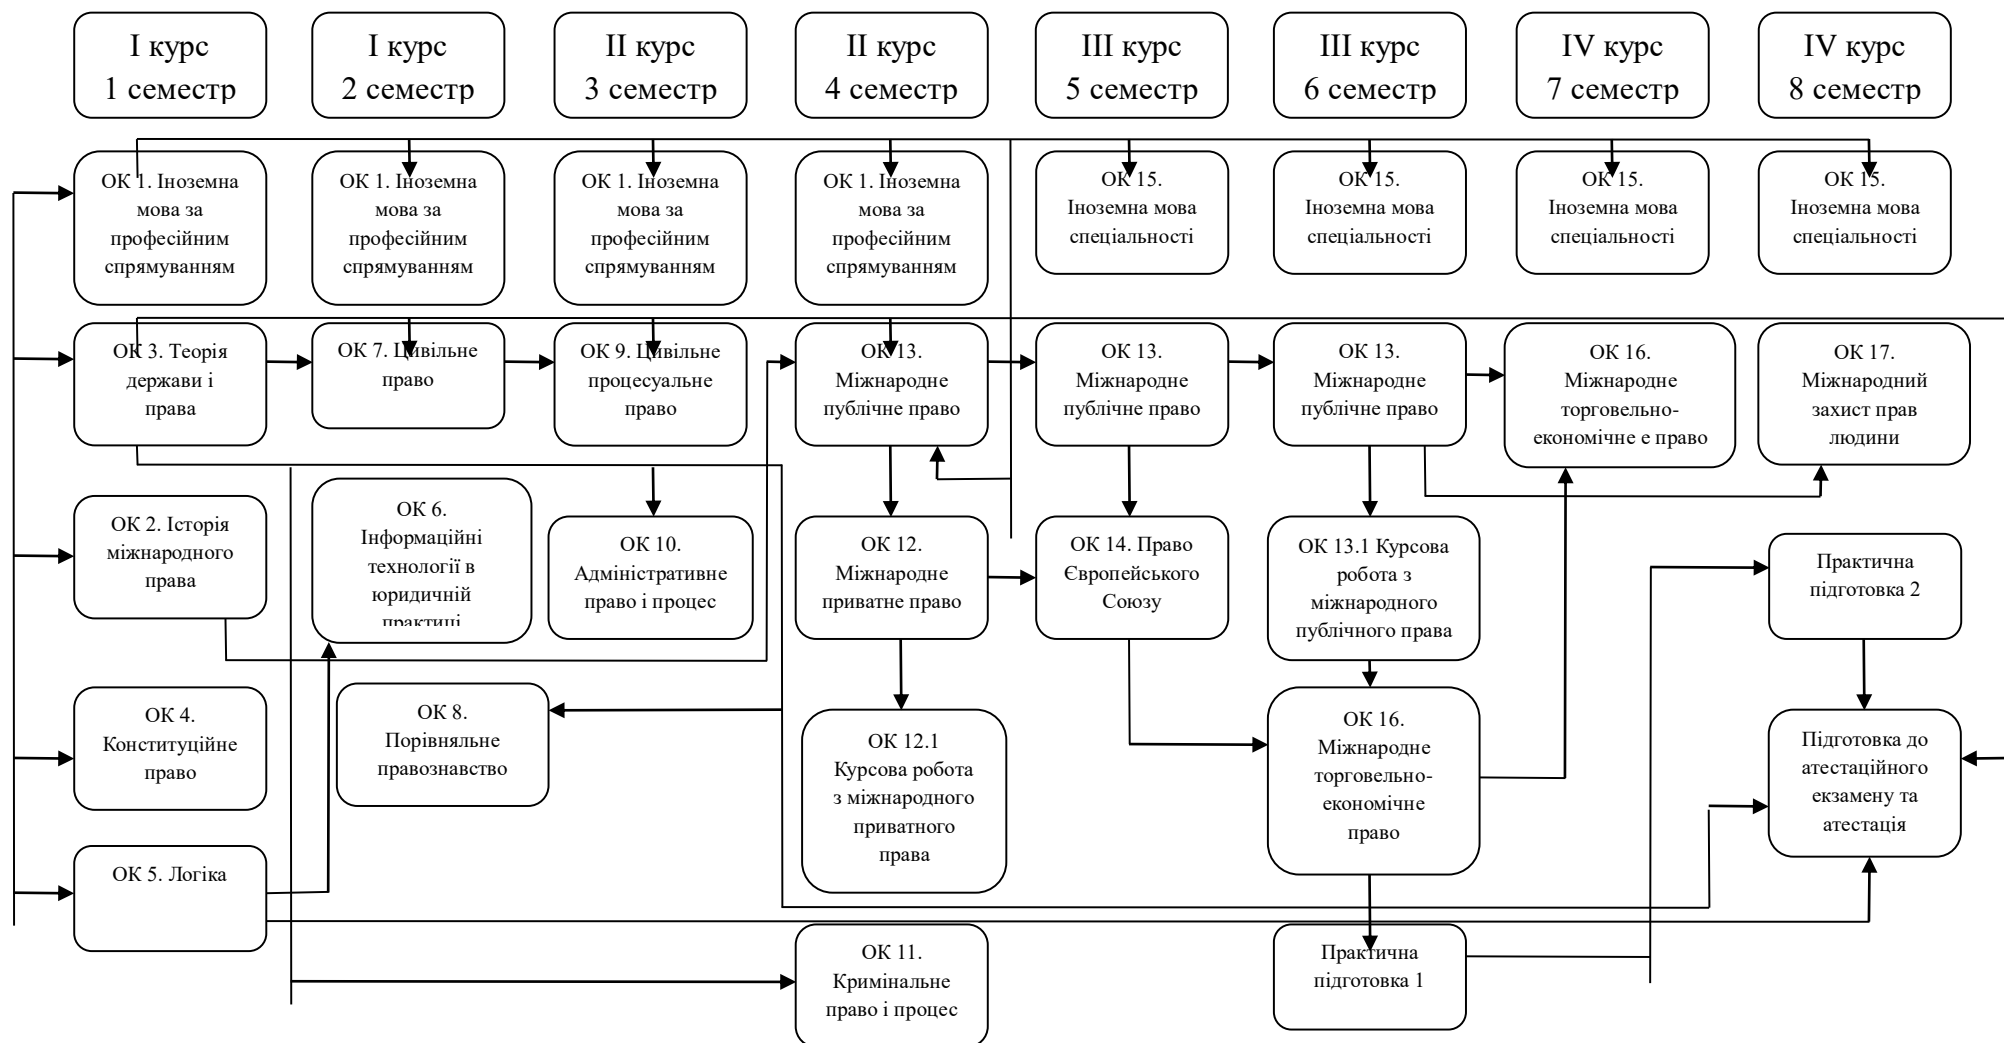 I курс
1 семестр
I курс
2 семестр
II курс
3 семестр
II курс
4 семестр
III курс
5 семестр
III курс
6 семестр
IV курс
7 семестр
IV курс
8 семестр
ОК 1. Іноземна
мова за
професійним
спрямуванням
ОК 1. Іноземна
мова за
професійним
спрямуванням
ОК 1. Іноземна
мова за
професійним
спрямуванням
ОК 1. Іноземна
мова за
професійним
спрямуванням
ОК 15.
Іноземна мова
спеціальності
ОК 15.
Іноземна мова
спеціальності
ОК 15.
Іноземна мова
спеціальності
ОК 15.
Іноземна мова
спеціальності
ОК 3. Теорія
держави і
права
ОК 7. Цивільне
право
ОК 9. Цивільне
процесуальне
право
ОК 13.
Міжнародне
публічне право
ОК 13.
Міжнародне
публічне право
ОК 13.
Міжнародне
публічне право
ОК 16.
Міжнародне
торговельно-
економічне е право
ОК 17.
Міжнародний
захист прав
людини
ОК 2. Історія
міжнародного
права
ОК 6.
Інформаційні
технології в
юридичній
практиці
ОК 10.
Адміністративне
право і процес
ОК 12.
Міжнародне
приватне право
ОК 14. Право
Європейського
Союзу
ОК 13.1 Курсова
робота з
міжнародного
публічного права
Практична
підготовка 2
ОК 4.
Конституційне
право
ОК 8.
Порівняльне
правознавство
ОК 12.1
Курсова робота
з міжнародного
приватного
права
ОК 16.
Міжнародне
торговельно-
економічне
право
Підготовка до
атестаційного
екзамену та
атестація
ОК 5. Логіка
ОК 11.
Кримінальне
право і процес
Практична
підготовка 1